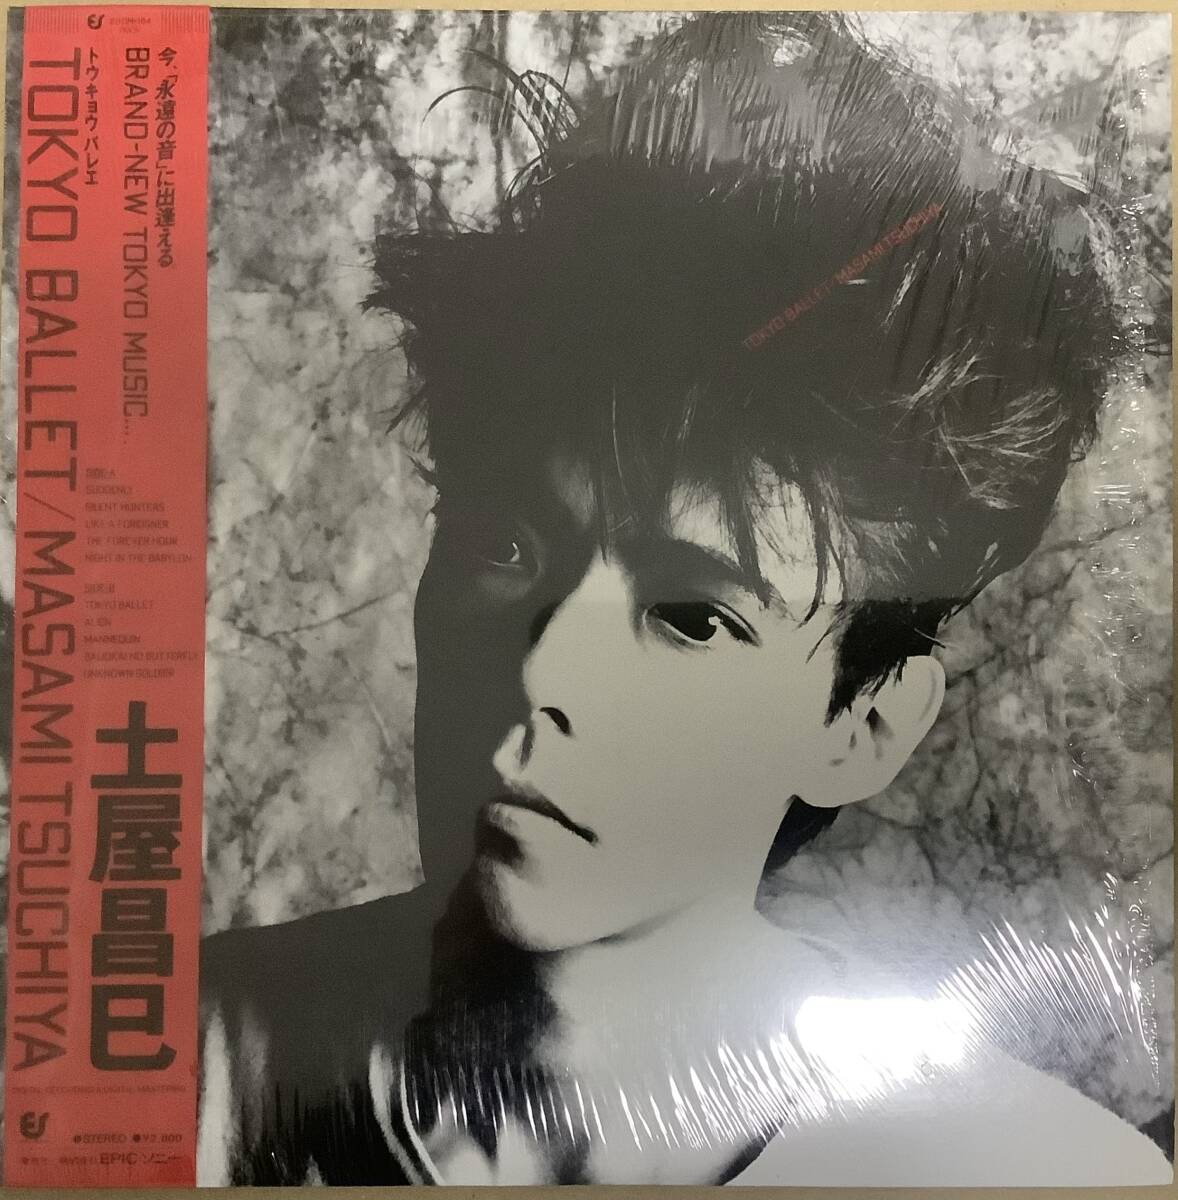 今、「永遠の音」に出逢える。
BRAND-NEW TOKYO MUSIC....
トウキョウ バレエ
TOKYO BALLET/MASAMI TSUCHIYA
SIDE:A
SUDDENLY
SILENT HUNTERS
LIKE A FOREIGNER
THE FOREVER HOUR
NIGHT IN THE BABYLON
SIDE:B
TOKYO BALLET
ALIEN
MANNEQUIN
UNKNOWN SOLDIER
土屋昌巳
STEREO ●¥2,800
EPIC・ソニー
TOKYO BALLET/MASAMI TSUCHIYA